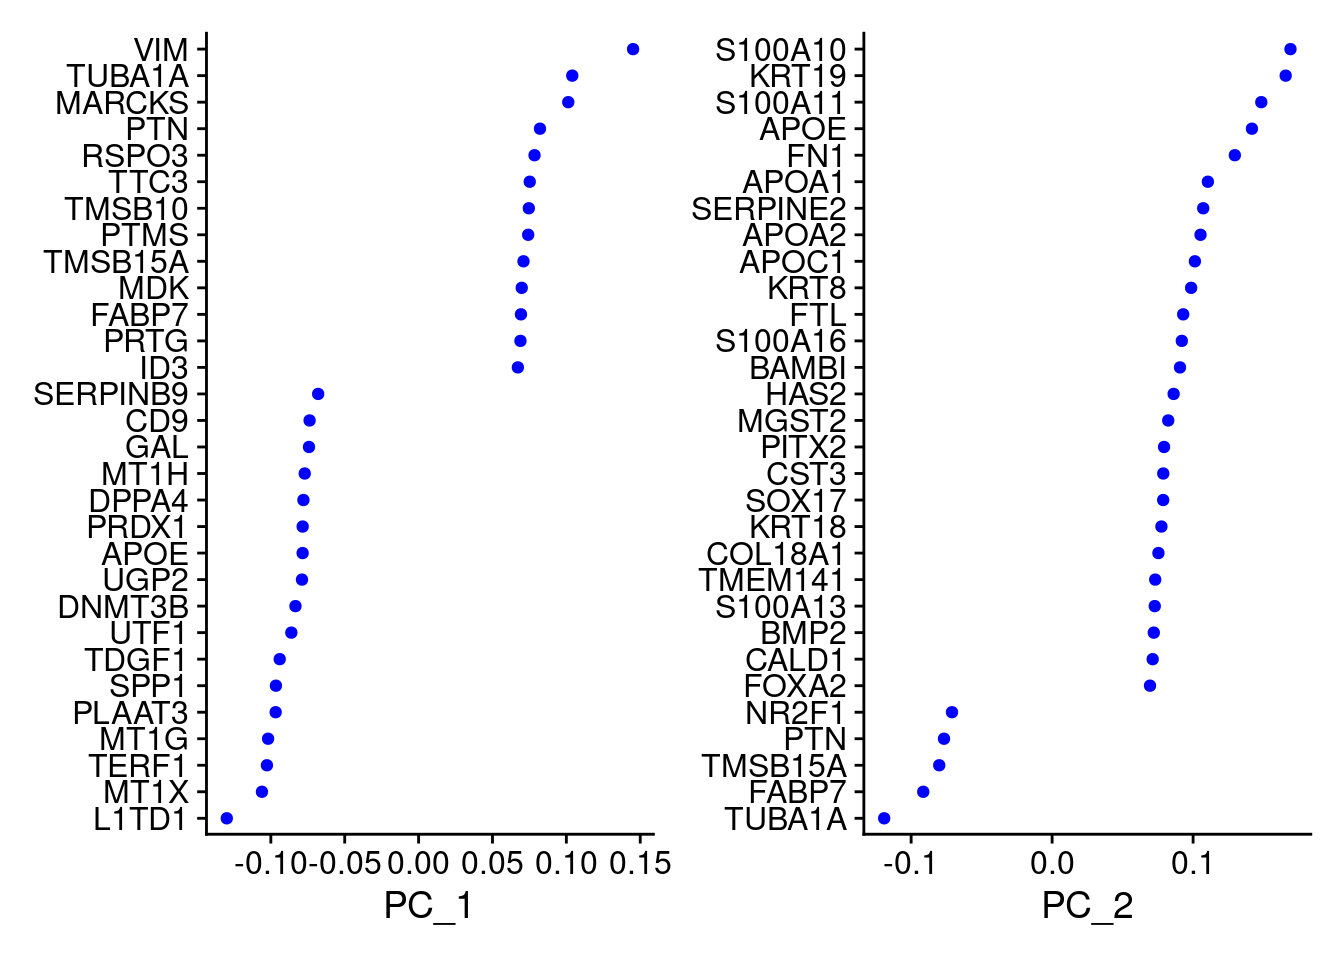 VIM
TUBA1A
MARCKS
PTN
RSPO3
TTC3
TMSB10
PTMS
TMSB15A
MDK
FABP7
PRTG
ID3
SERPINB9
CD9
GAL
MT1H
DPPA4
PRDX1
APOE
UGP2
DNMT3B
UTF1
TDGF1
SPP1
PLAAT3
MT1G
TERF1
MT1X
L1TD1
-0.10 -0.05 0.00 0.05 0.10 0.15
PC_1
S100A10
KRT19
S100A11
APOE
FN1
APOA1
SERPINE2
APOA2
APOC1
KRT8
FTL
S100A16
BAMBI
HAS2
MGST2
PITX2
CST3
SOX17
KRT18
COL18A1
TMEM141
S100A13
BMP2
CALD1
FOXA2
NR2F1
PTN
TMSB15A
FABP7
TUBA1A
-0.1 0.0 0.1
PC_2